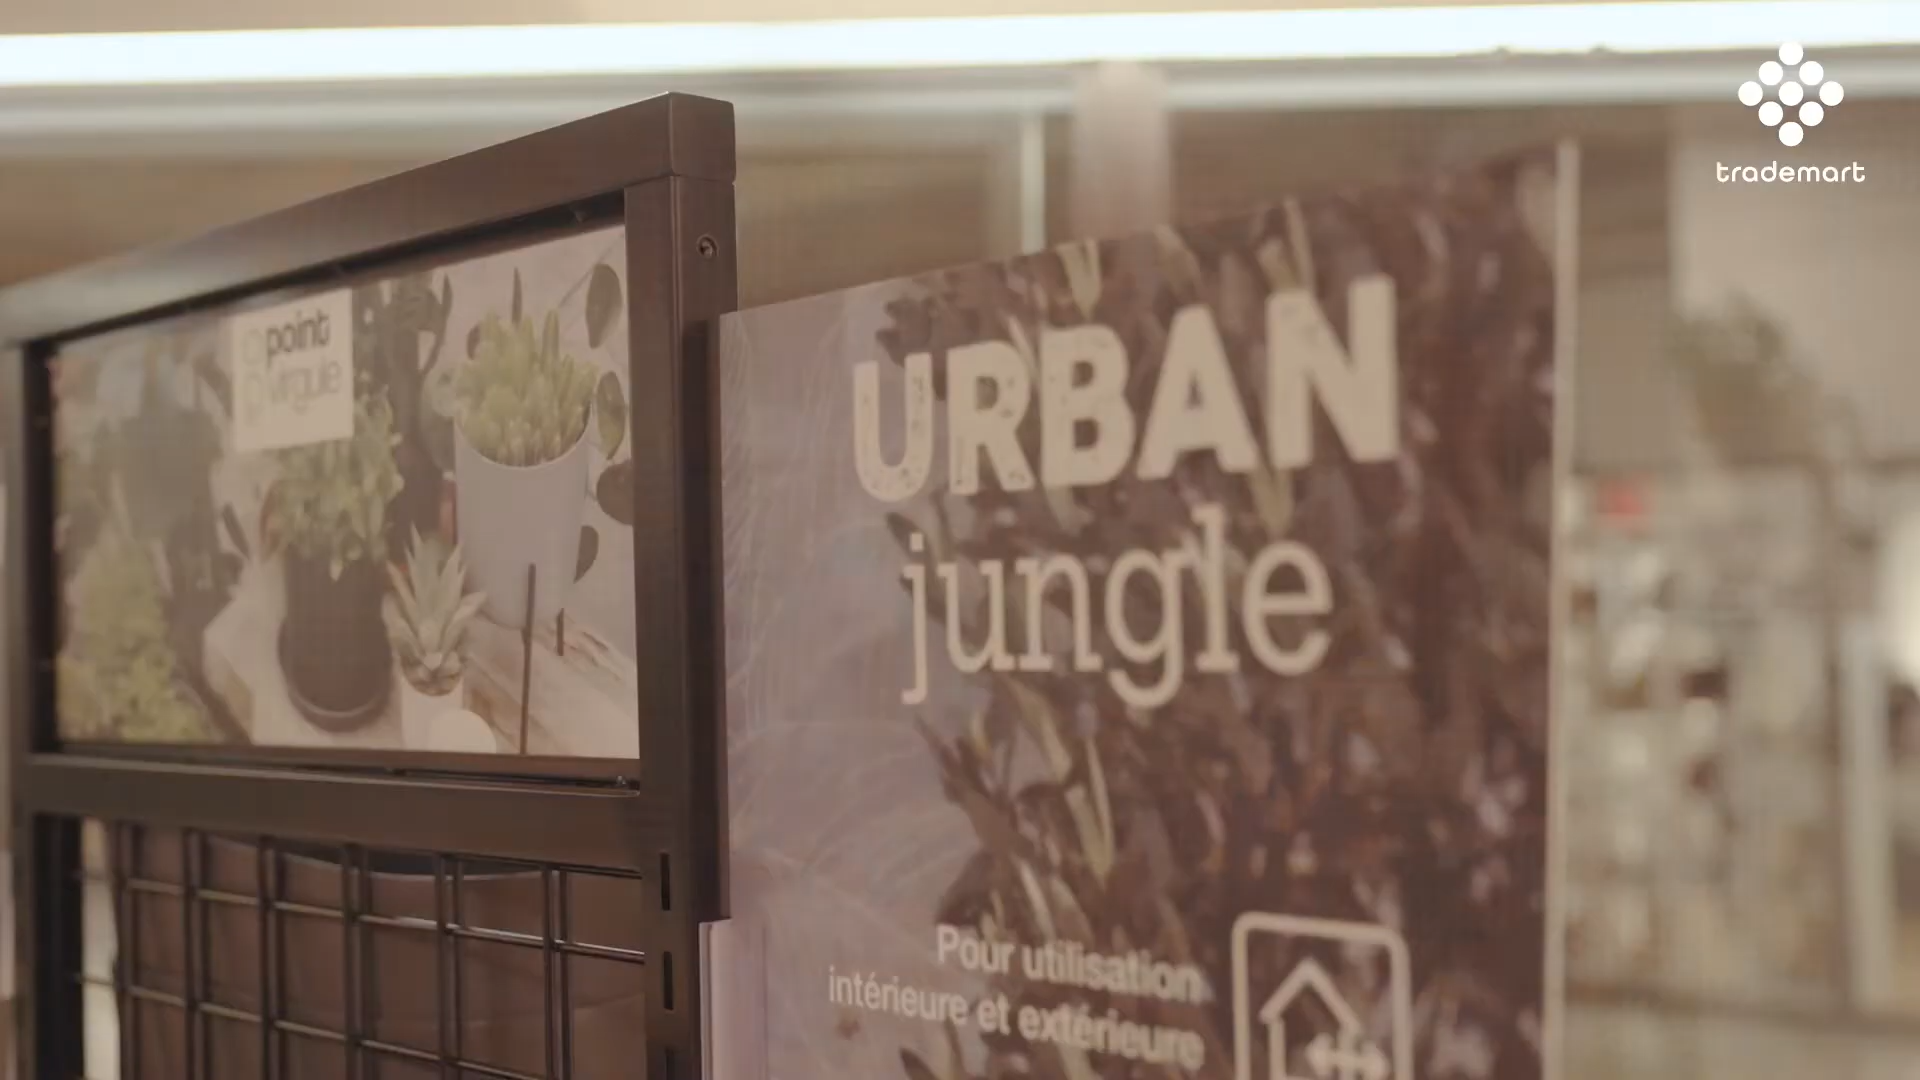 trademart
point
virgule
URBAN
jungle
Pour utilisation
intérieure et extérieure